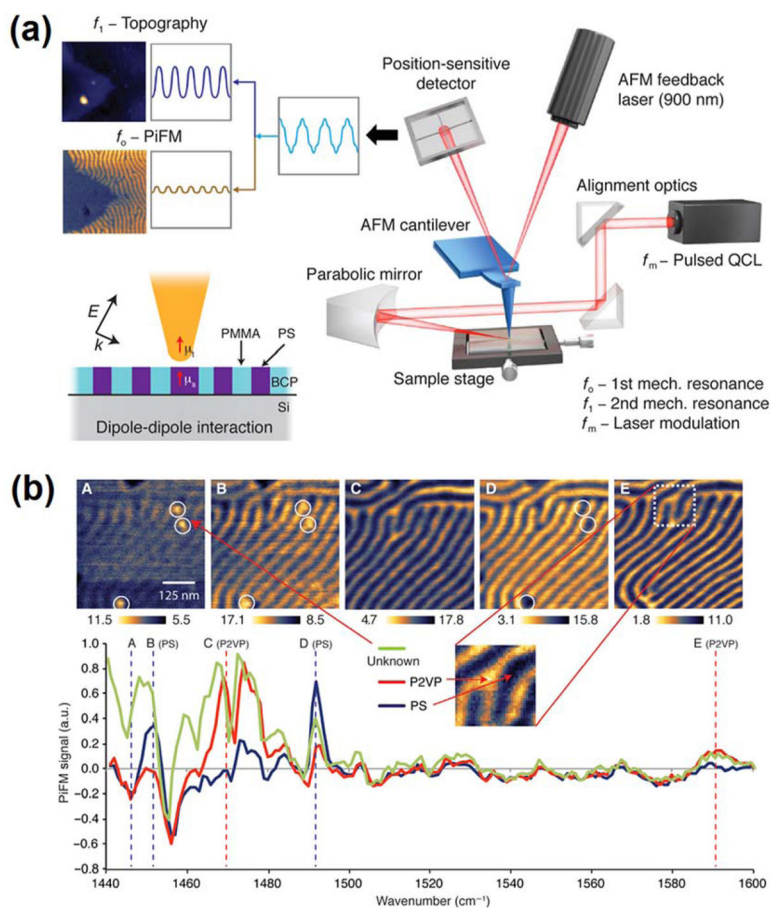 (a)
f₁ – Topography
f₀ – PiFM
Position-sensitive
detector
AFM feedback
laser (900 nm)
Alignment optics
AFM cantilever
fₘ – Pulsed QCL
Parabolic mirror
Sample stage
E
k
μₜ
μₛ
PMMA
PS
BCP
Si
Dipole-dipole interaction
f₀ – 1st mech. resonance
f₁ – 2nd mech. resonance
fₘ – Laser modulation
(b)
A
B
C
D
E
125 nm
11.5 5.5
17.1 8.5
4.7 17.8
3.1 15.8
1.8 11.0
A
B (PS)
C (P2VP)
D (PS)
E (P2VP)
Unknown
P2VP
PS
PiFM signal (a.u.)
1.0
0.8
0.6
0.4
0.2
0.0
–0.2
–0.4
–0.6
–0.8
1440 1460 1480 1500 1520 1540 1560 1580 1600
Wavenumber (cm⁻¹)